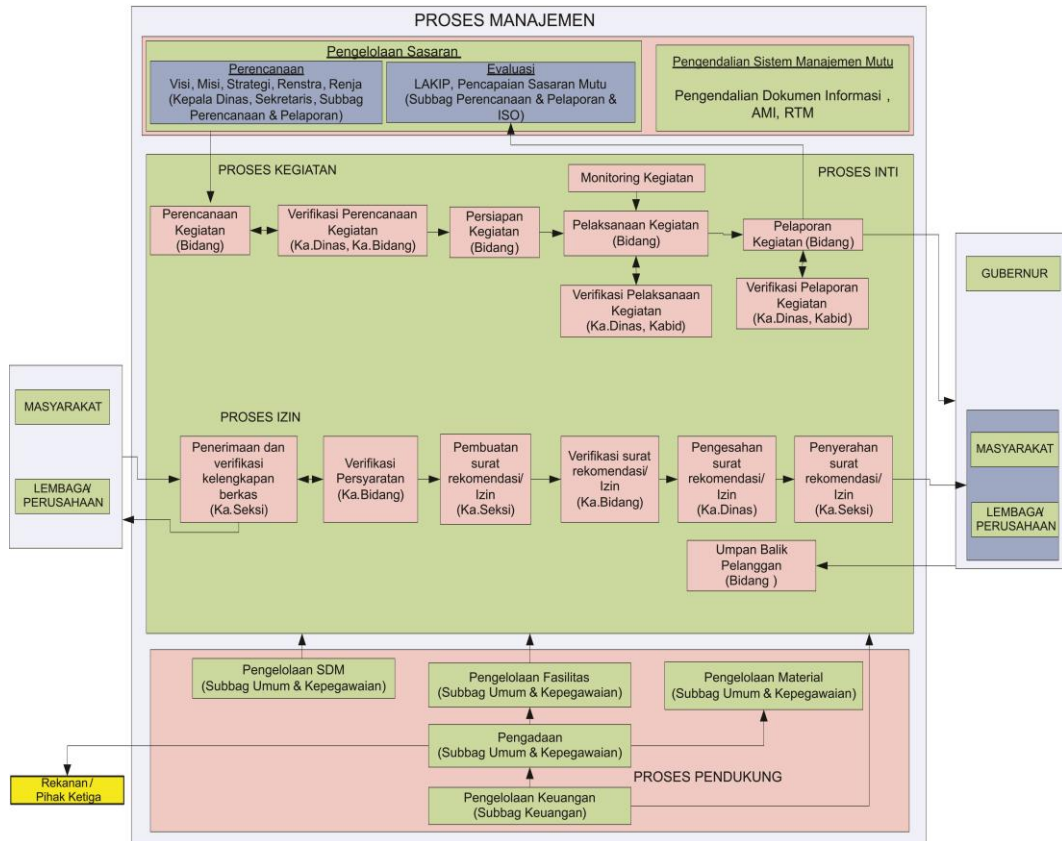 PROSES MANAJEMEN
Pengelolaan Sasaran
Perencanaan
Visi, Misi, Strategi, Renstra, Renja
(Kepala Dinas, Sekretaris, Subbag
Perencanaan & Pelaporan)
Evaluasi
LAKIP, Pencapaian Sasaran Mutu
(Subbag Perencanaan & Pelaporan &
ISO)
Pengendalian Sistem Manajemen Mutu
Pengendalian Dokumen Informasi ,
AMI, RTM
PROSES KEGIATAN
PROSES INTI
Monitoring Kegiatan
Perencanaan
Kegiatan
(Bidang)
Verifikasi Perencanaan
Kegiatan
(Ka.Dinas, Ka.Bidang)
Persiapan
Kegiatan
(Bidang)
Pelaksanaan Kegiatan
(Bidang)
Pelaporan
Kegiatan (Bidang)
Verifikasi Pelaksanaan
Kegiatan
(Ka.Dinas, Kabid)
Verifikasi Pelaporan
Kegiatan
(Ka.Dinas, Kabid)
GUBERNUR
MASYARAKAT
LEMBAGA/
PERUSAHAAN
PROSES IZIN
Penerimaan dan
verifikasi
kelengkapan
berkas
(Ka.Seksi)
Verifikasi
Persyaratan
(Ka.Bidang)
Pembuatan
surat
rekomendasi/
Izin
(Ka.Seksi)
Verifikasi surat
rekomendasi/
Izin
(Ka.Bidang)
Pengesahan
surat
rekomendasi/
Izin
(Ka.Dinas)
Penyerahan
surat
rekomendasi/
Izin
(Ka.Seksi)
MASYARAKAT
LEMBAGA/
PERUSAHAAN
Umpan Balik
Pelanggan
(Bidang )
Pengelolaan SDM
(Subbag Umum & Kepegawaian)
Pengelolaan Fasilitas
(Subbag Umum & Kepegawaian)
Pengelolaan Material
(Subbag Umum & Kepegawaian)
Pengadaan
(Subbag Umum & Kepegawaian)
PROSES PENDUKUNG
Rekanan /
Pihak Ketiga
Pengelolaan Keuangan
(Subbag Keuangan)